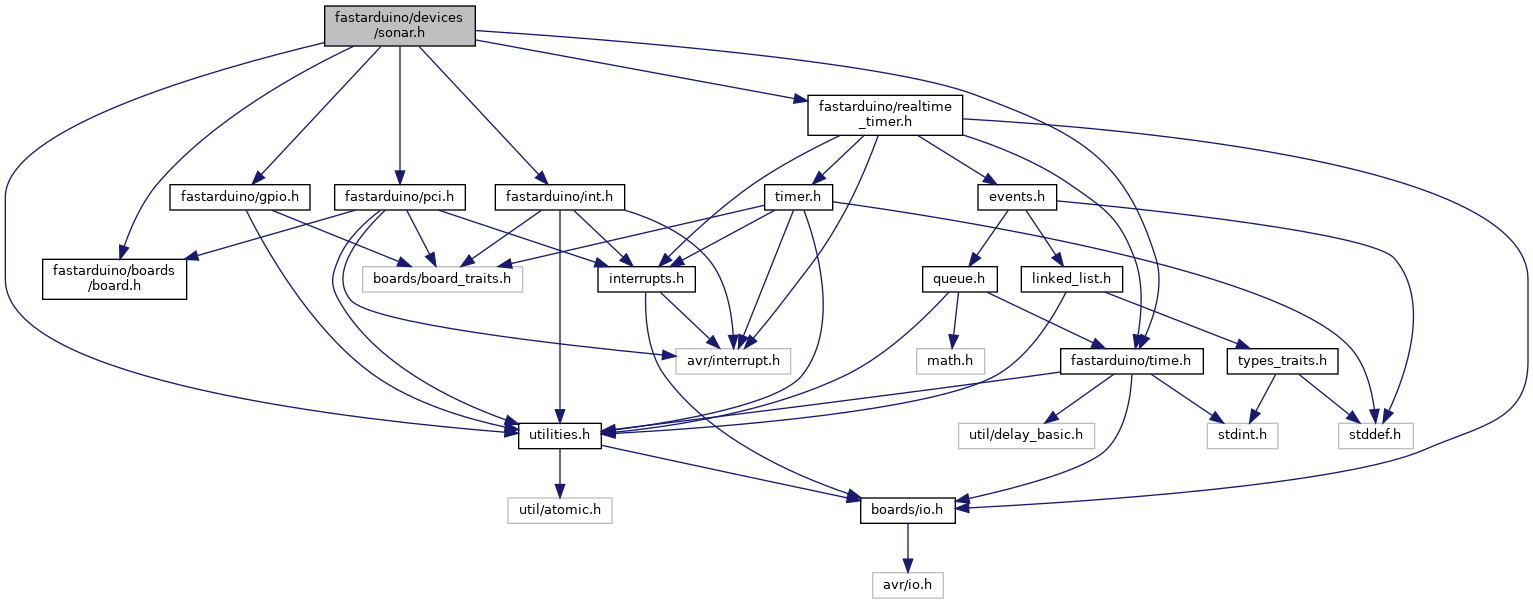 fastarduino/devices
/sonar.h
fastarduino/realtime
_timer.h
fastarduino/gpio.h
fastarduino/pci.h
fastarduino/int.h
timer.h
events.h
fastarduino/boards
/board.h
boards/board_traits.h
interrupts.h
queue.h
linked_list.h
avr/interrupt.h
math.h
fastarduino/time.h
types_traits.h
utilities.h
util/delay_basic.h
stdint.h
stddef.h
util/atomic.h
boards/io.h
avr/io.h